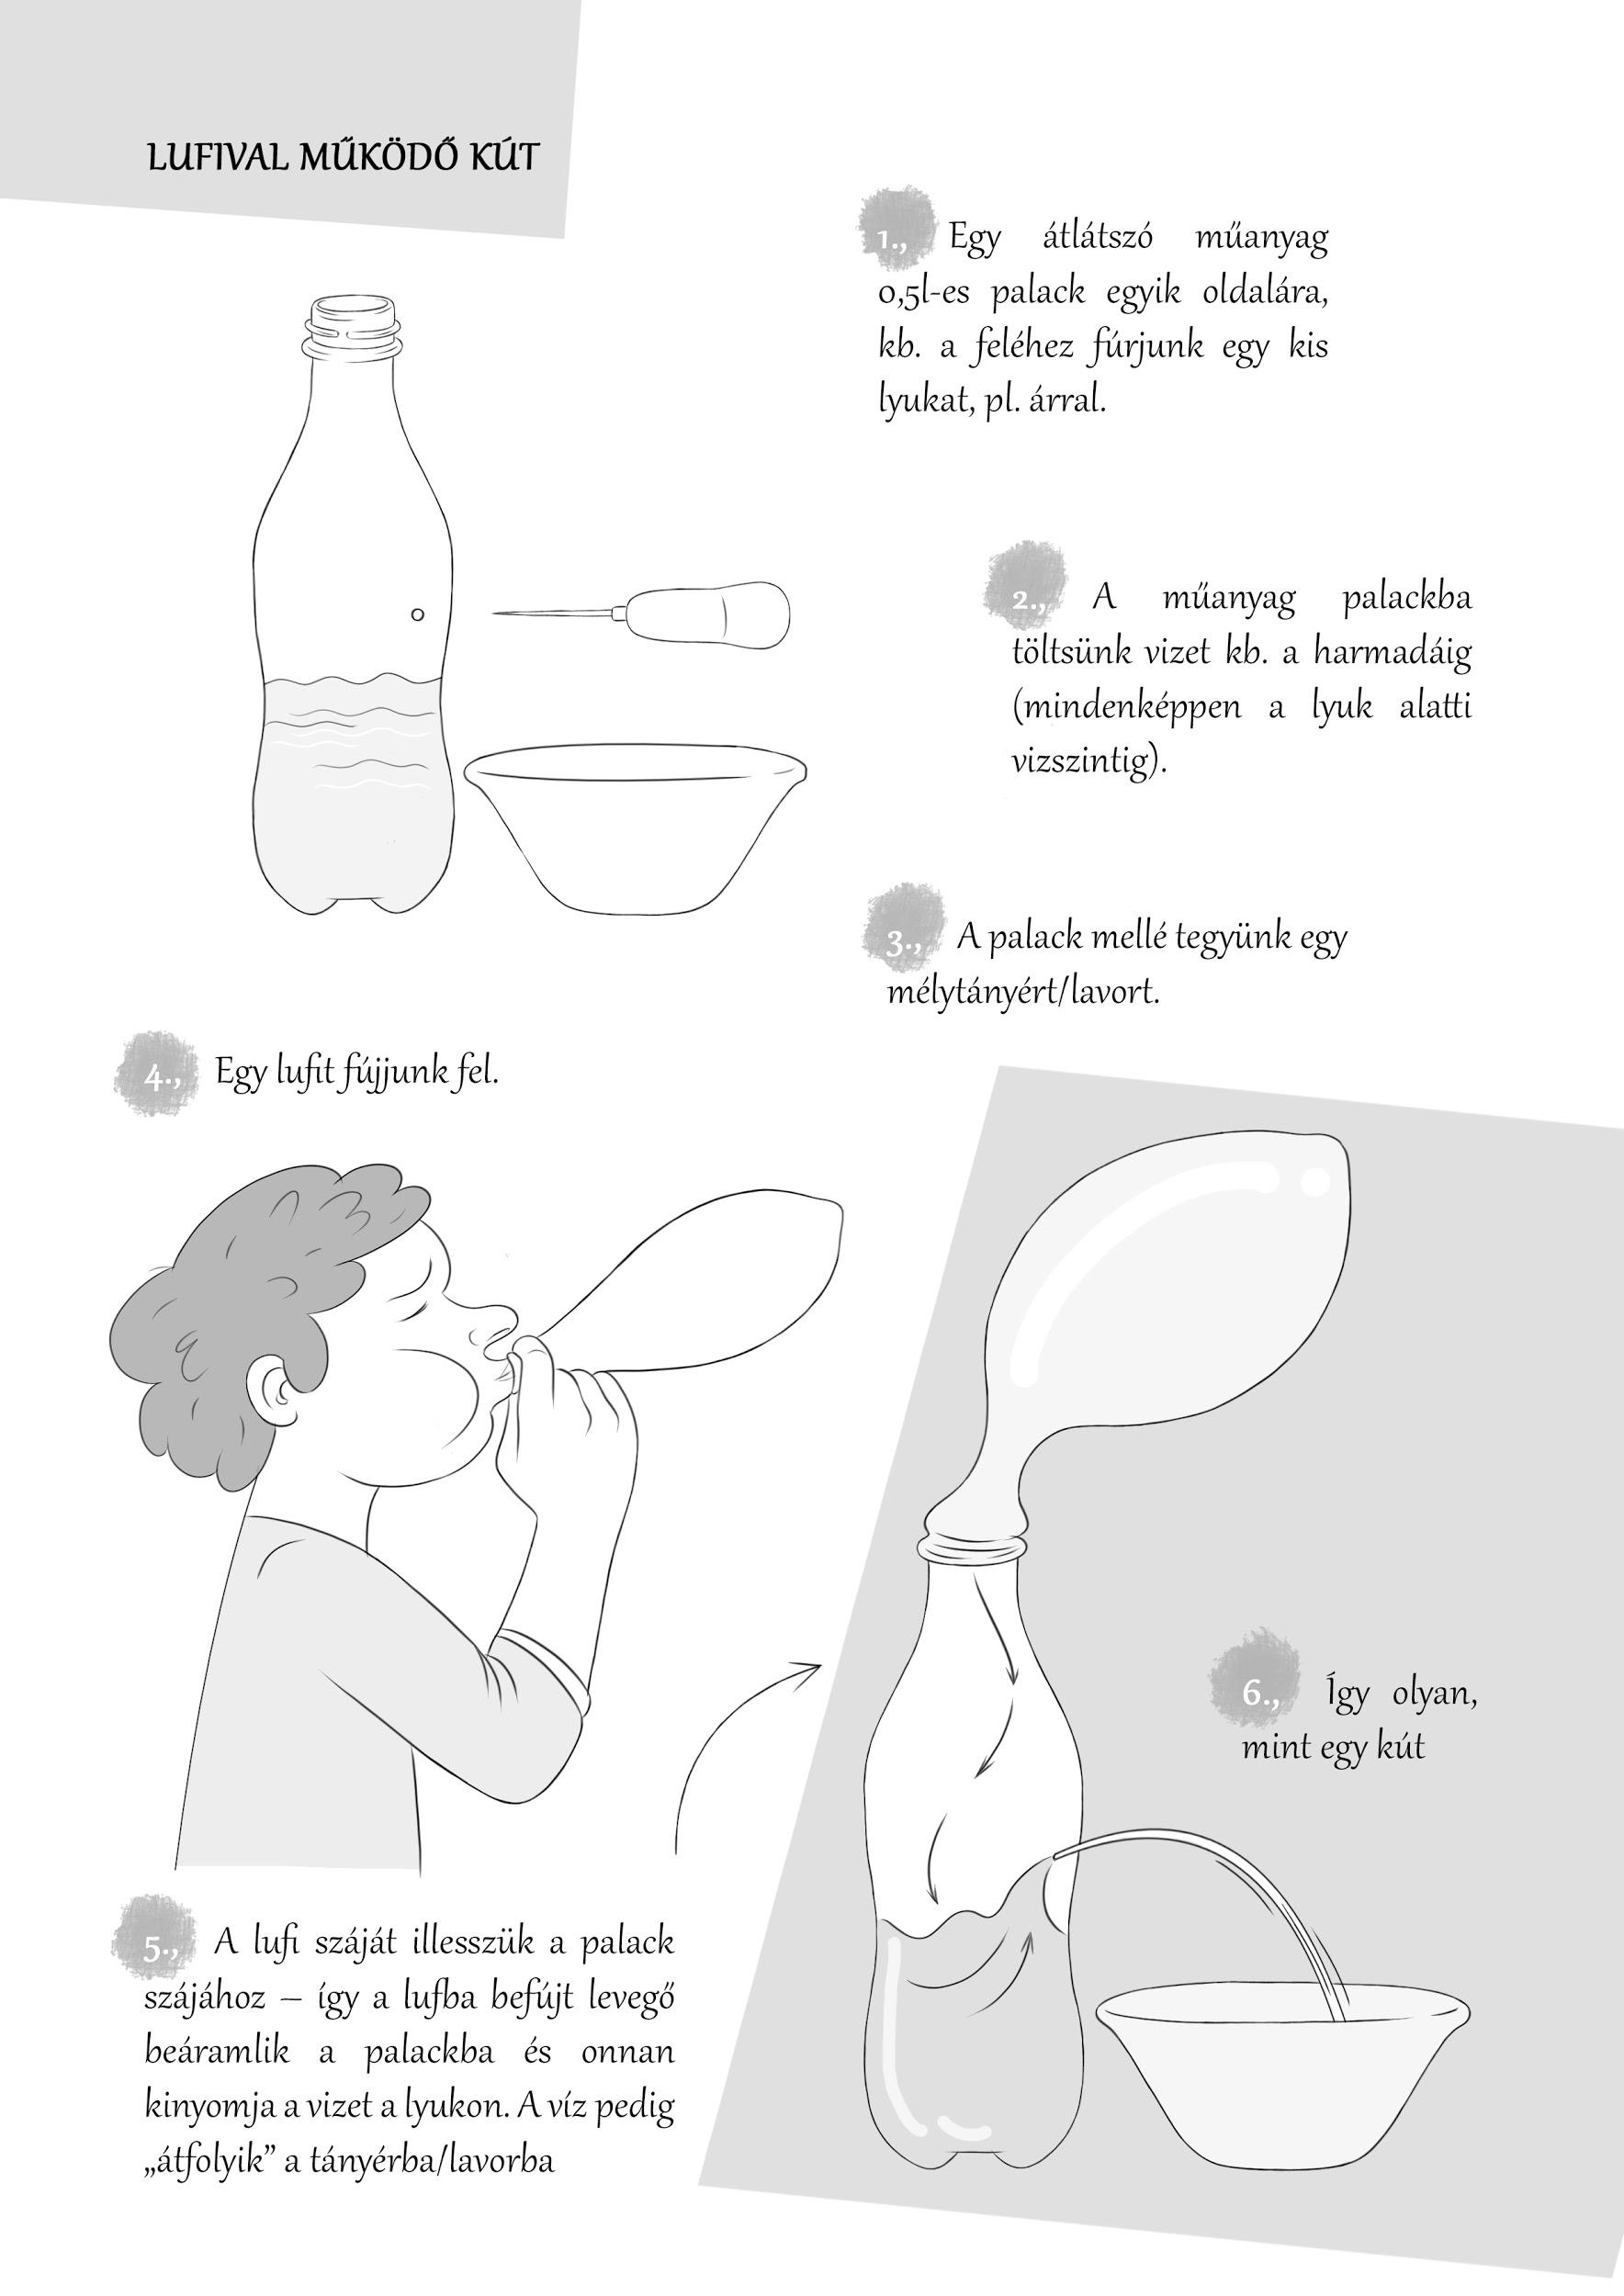 LUFIVAL MŰKÖDŐ KÚT
1., Egy átlátszó műanyag
0,5l-es palack egyik oldalára,
kb. a feléhez fúrjunk egy kis
lyukat, pl. árral.
2., A műanyag palackba
töltsünk vizet kb. a harmadáig
(mindenképpen a lyuk alatti
vizszintig).
3., A palack mellé tegyünk egy
mélytányért/lavort.
4., Egy lufit fújjunk fel.
5., A lufi száját illesszük a palack
szájához – így a lufba befújt levegő
beáramlik a palackba és onnan
kinyomja a vizet a lyukon. A víz pedig
„átfolyik” a tányérba/lavorba
6., Így olyan,
mint egy kút